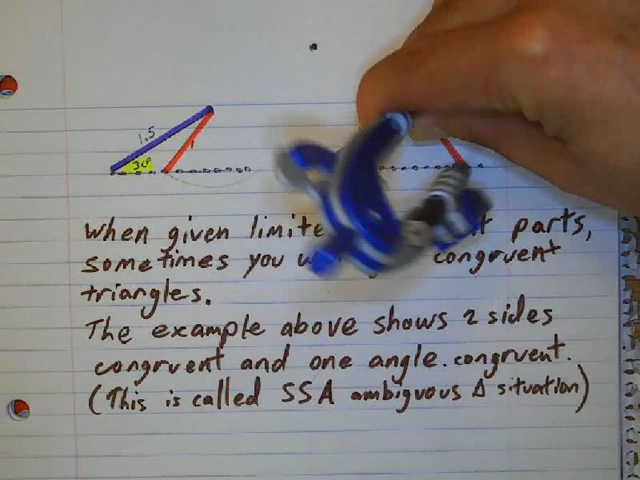 1.5
30°
1
When given limite t parts,
sometimes you w congruent
triangles.
The example above shows 2 sides
congruent and one angle.congruent.
(This is called SSA ambiguous Δ situation)